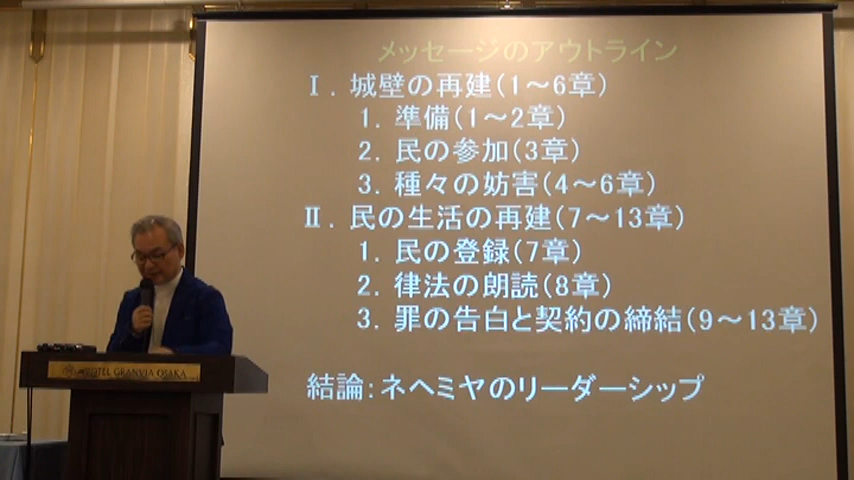 メッセージのアウトライン
Ⅰ．城壁の再建（1～6章）
1．準備（1～2章）
2．民の参加（3章）
3．種々の妨害（4～6章）
Ⅱ．民の生活の再建（7～13章）
1．民の登録（7章）
2．律法の朗読（8章）
3．罪の告白と契約の締結（9～13章）
結論：ネヘミヤのリーダーシップ
HOTEL GRANVIA OSAKA